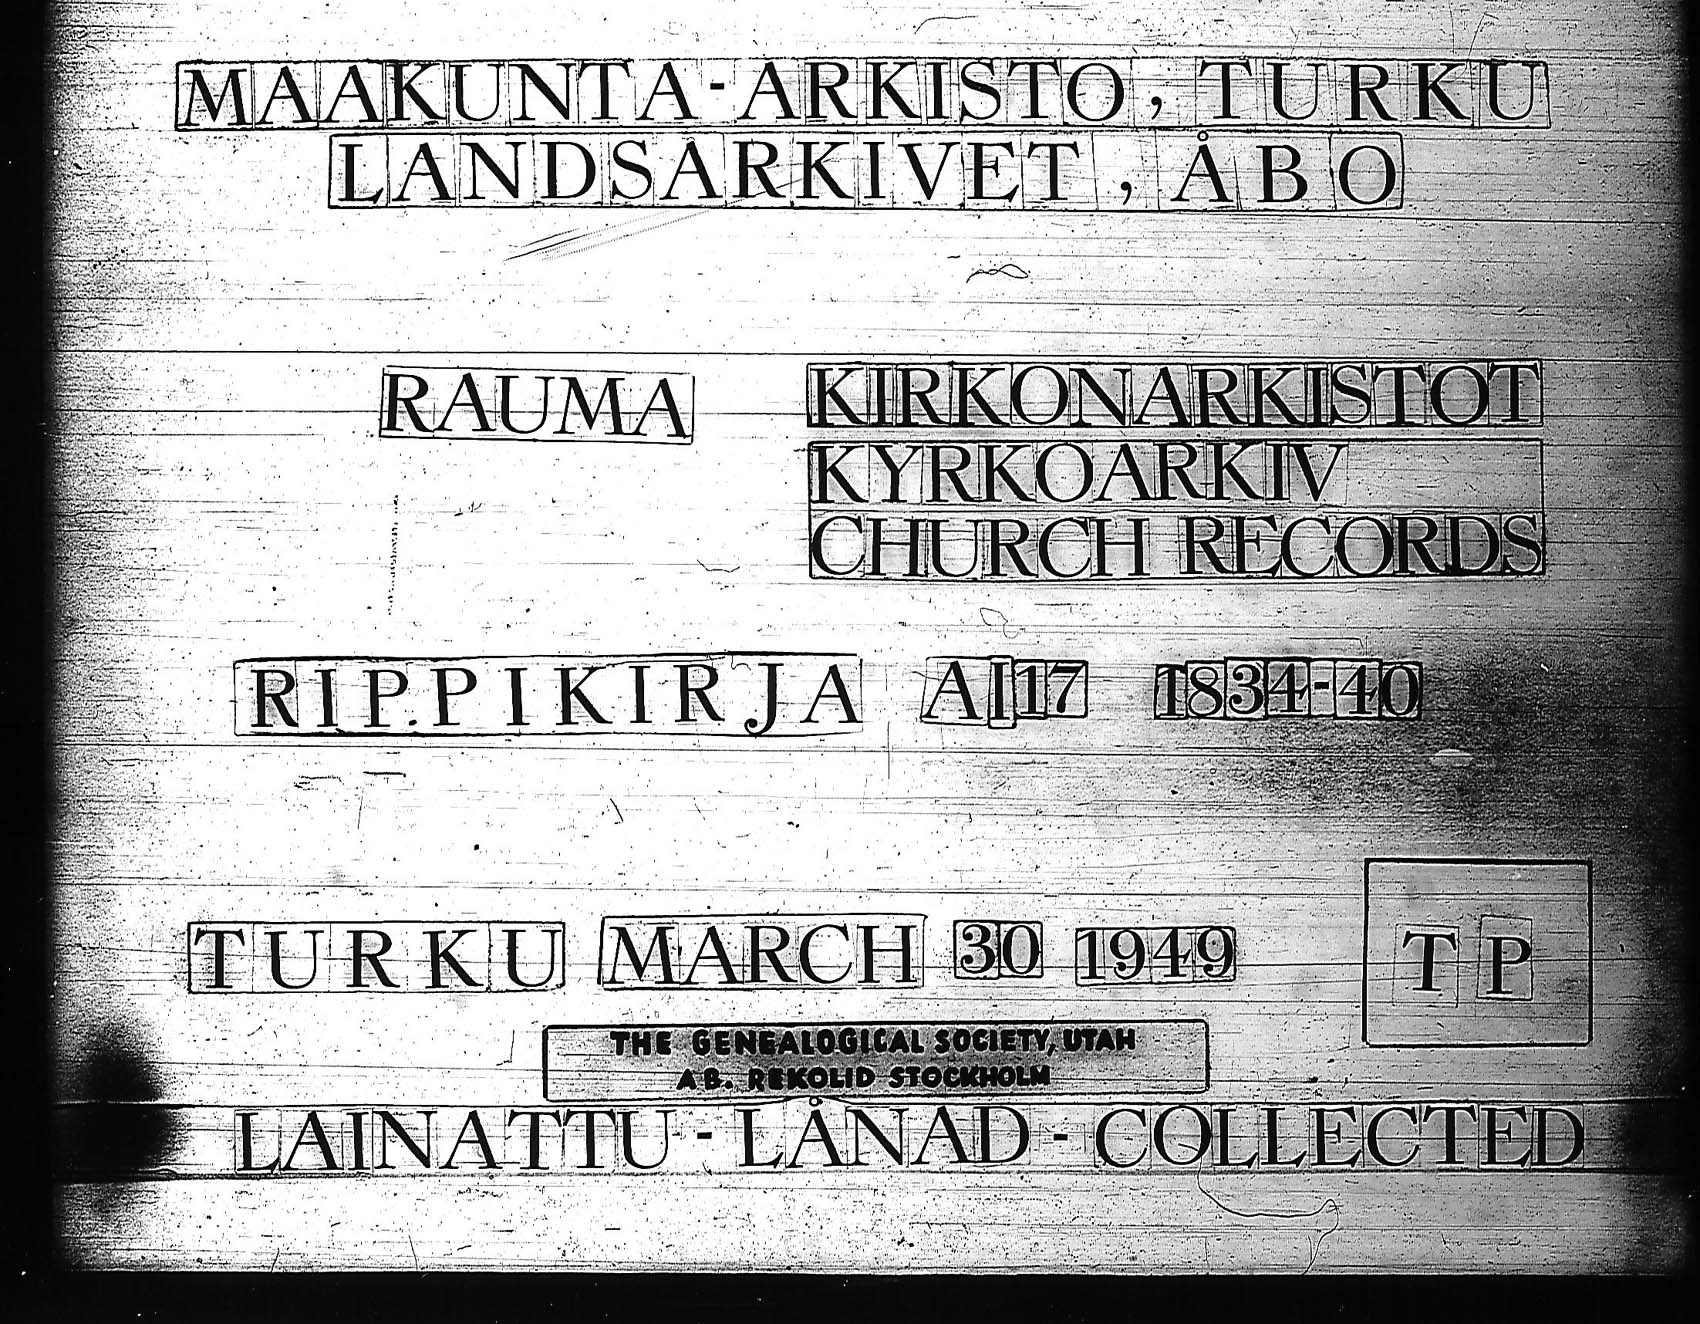 MAAKUNTA-ARKISTO, TURKU
LANDSARKIVET, ÅBO
RAUMA KIRKONARKISTOT
KYRKOARKIV
CHURCH RECORDS
RIPPIKIRJA AI17 1834-40
TURKU MARCH 30 1949 TP
THE GENEALOGICAL SOCIETY, UTAH
A.B. REKOLID STOCKHOLM
LAINATTU - LÅNAD - COLLECTED